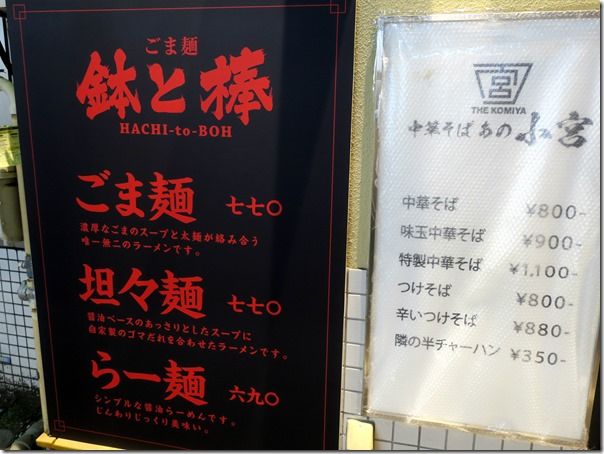 ごま麺
鉢と棒
HACHI-to-BOH
ごま麺 七七〇
濃厚なごまのスープと太麺が絡み合う
唯一無二のラーメンです。
坦々麺 七七〇
醤油ベースのあっさりとしたスープに
自家製のゴマだれを合わせたラーメンです。
らー麺 六九〇
シンプルな醤油らーめんです。
じんわりじっくり美味い。
宮
THE KOMIYA
中華そば あの小宮
中華そば ¥800-
味玉中華そば ¥900-
特製中華そば ¥1,100-
つけそば ¥800-
辛いつけそば ¥880-
隣の半チャーハン ¥350-